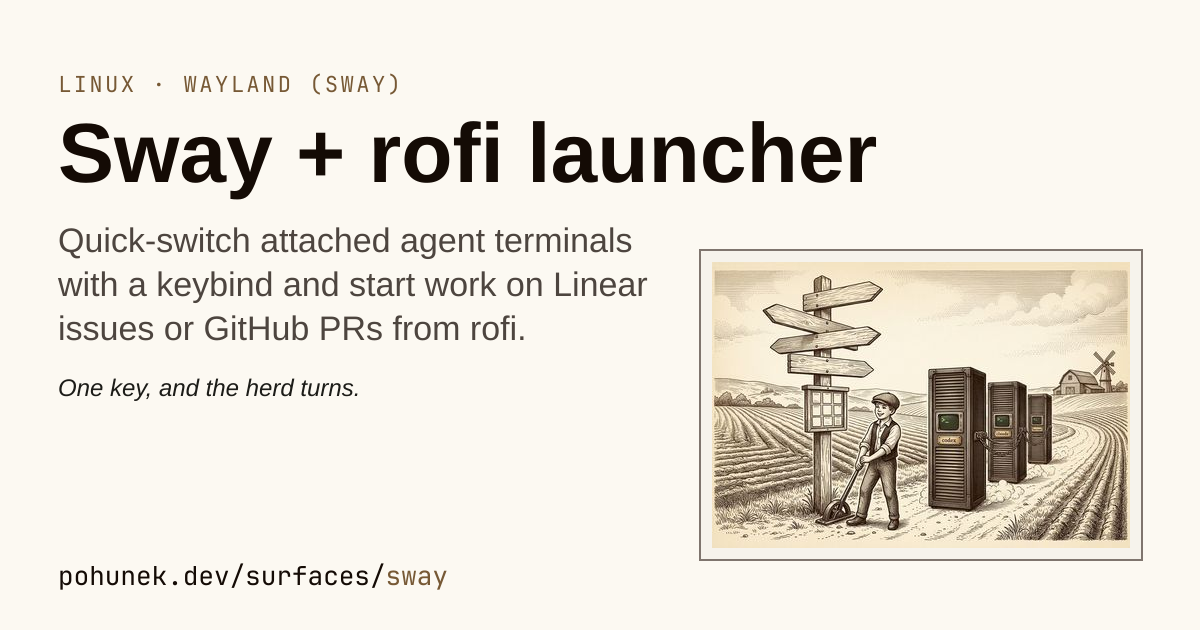 LINUX · WAYLAND (SWAY)
Sway + rofi launcher
Quick-switch attached agent terminals
with a keybind and start work on Linear
issues or GitHub PRs from rofi.
One key, and the herd turns.
codex
pohunek.dev/surfaces/sway